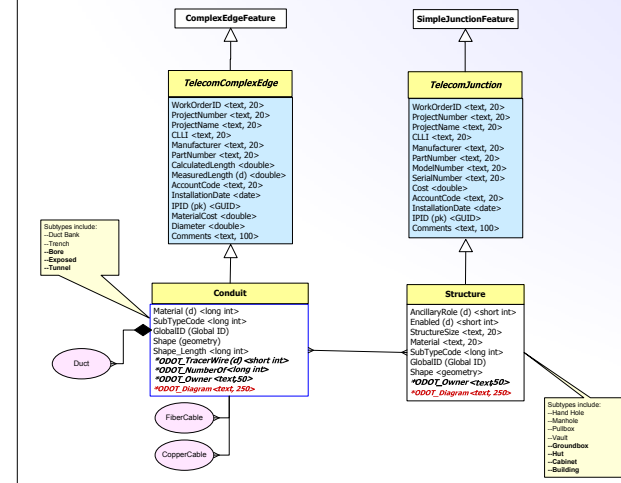 ComplexEdgeFeature
TelecomComplexEdge
WorkOrderID <text, 20>
ProjectNumber <text, 20>
ProjectName <text, 20>
CLLI <text, 20>
Manufacturer <text, 20>
PartNumber <text, 20>
CalculatedLength <double>
MeasuredLength (d) <double>
AccountCode <text, 20>
InstallationDate <date>
IPID (pk) <GUID>
MaterialCost <double>
Diameter <double>
Comments <text, 100>
Subtypes include:
--Duct Bank
--Trench
--Bore
--Exposed
--Tunnel
Conduit
Material (d) <long int>
SubTypeCode <long int>
GlobalID (Global ID)
Shape (geometry)
Shape_Length <long int>
*ODOT_TracerWire (d) <short int>
*ODOT_NumberOf <long int>
*ODOT_Owner <text,50>
*ODOT_Diagram <text, 250>
Duct
FiberCable
CopperCable
SimpleJunctionFeature
TelecomJunction
WorkOrderID <text, 20>
ProjectNumber <text, 20>
ProjectName <text, 20>
CLLI <text, 20>
Manufacturer <text, 20>
PartNumber <text, 20>
ModelNumber <text, 20>
SerialNumber <text, 20>
Cost <double>
AccountCode <text, 20>
InstallationDate <date>
IPID (pk) <GUID>
Comments <text, 100>
Structure
AncillaryRole (d) <short int>
Enabled (d) <short int>
StructureSize <text, 20>
Material <text, 20>
SubTypeCode <long int>
GlobalID (Global ID)
Shape <geometry>
*ODOT_Owner <text,50>
*ODOT_Diagram <text, 250>
Subtypes include:
--Hand Hole
--Manhole
--Pullbox
--Vault
--Groundbox
--Hut
--Cabinet
--Building